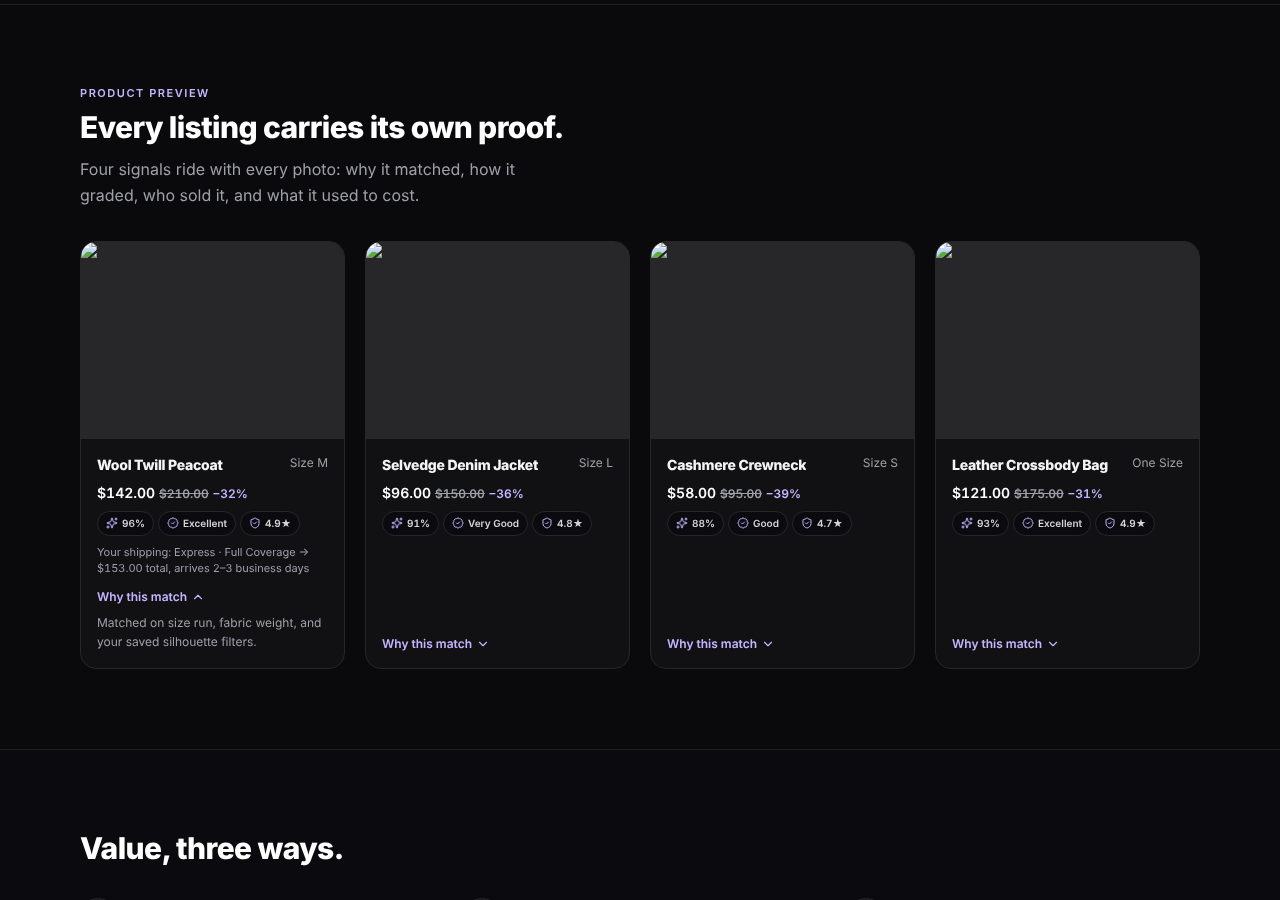 PRODUCT PREVIEW
Every listing carries its own proof.
Four signals ride with every photo: why it matched, how it
graded, who sold it, and what it used to cost.
Wool Twill Peacoat Size M
$142.00 $210.00 −32%
96% Excellent 4.9★
Your shipping: Express · Full Coverage →
$153.00 total, arrives 2–3 business days
Why this match
Matched on size run, fabric weight, and
your saved silhouette filters.
Selvedge Denim Jacket Size L
$96.00 $150.00 −36%
91% Very Good 4.8★
Why this match
Cashmere Crewneck Size S
$58.00 $95.00 −39%
88% Good 4.7★
Why this match
Leather Crossbody Bag One Size
$121.00 $175.00 −31%
93% Excellent 4.9★
Why this match
Value, three ways.